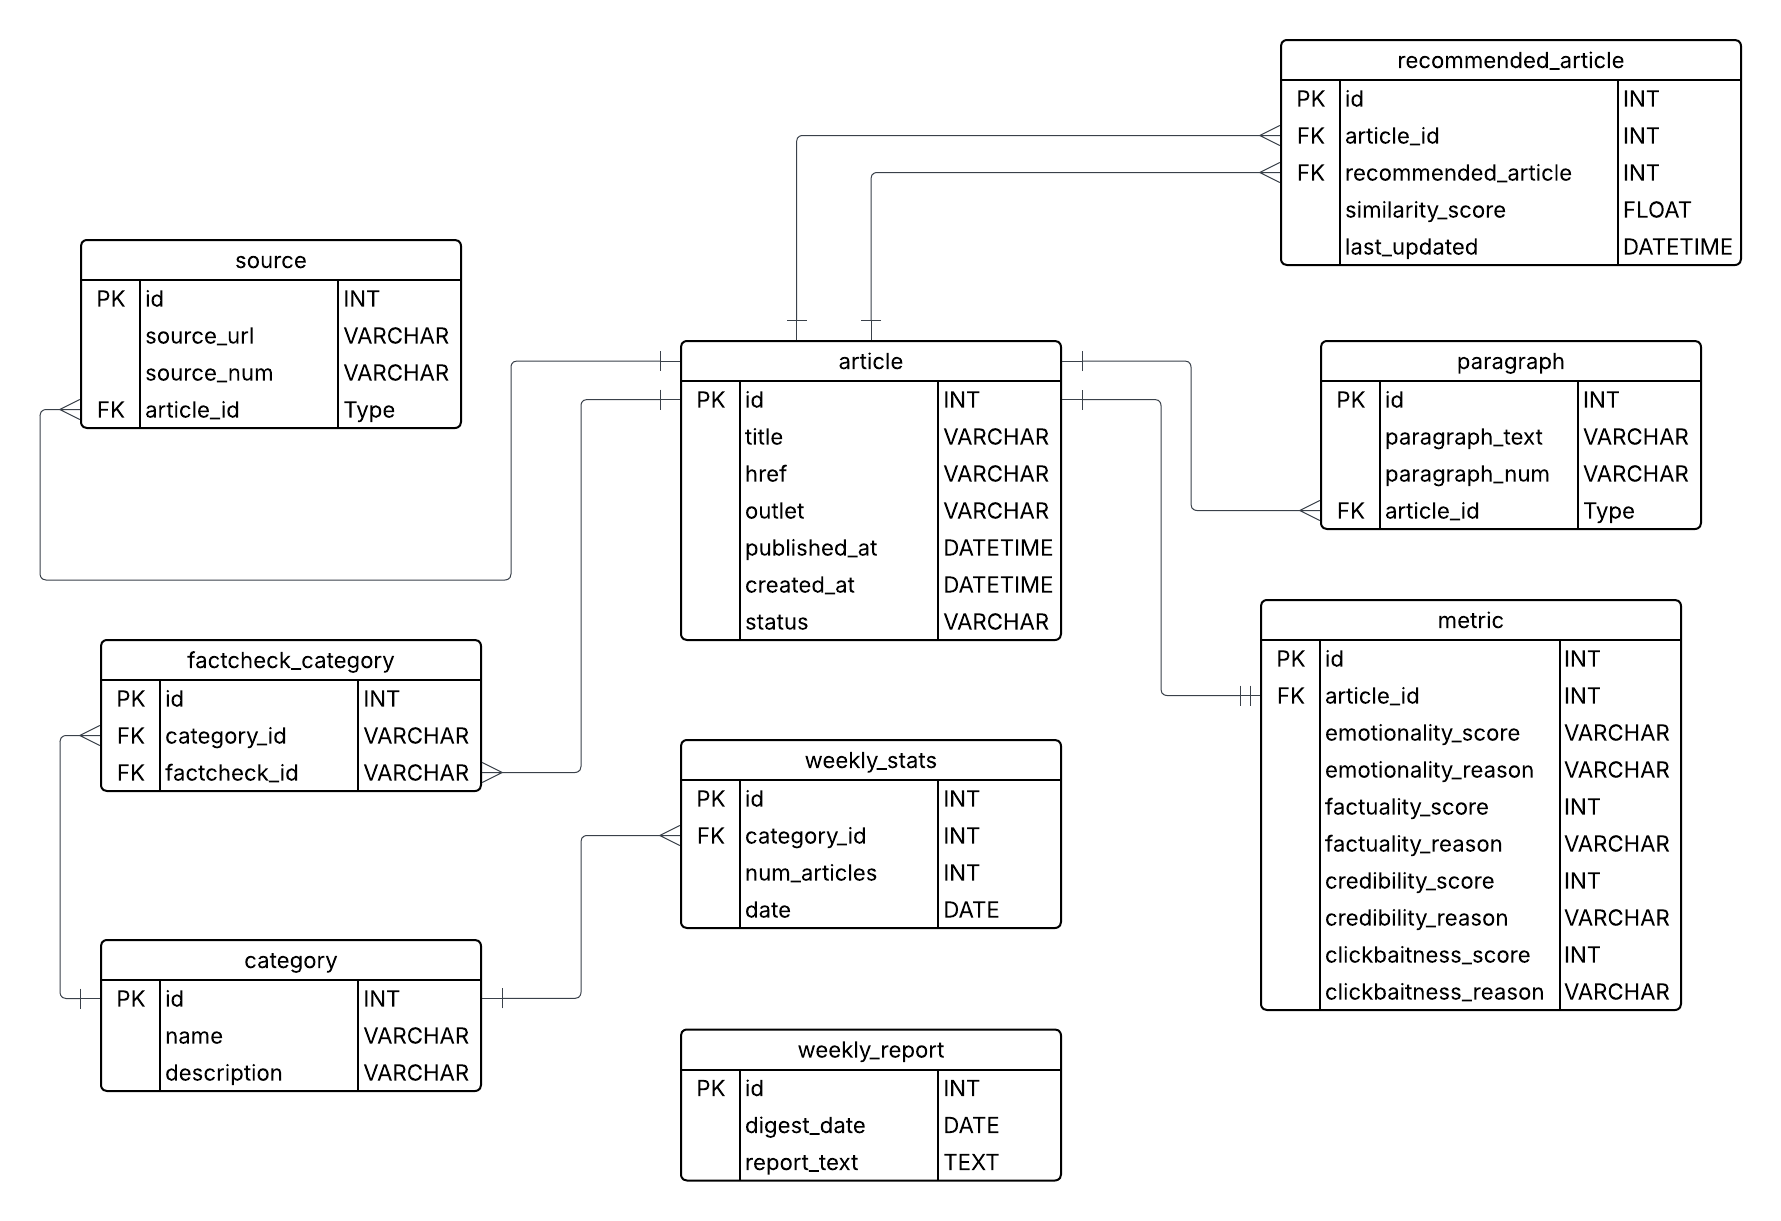 recommended_article
PK id INT
FK article_id INT
FK recommended_article INT
similarity_score FLOAT
last_updated DATETIME
source
PK id INT
source_url VARCHAR
source_num VARCHAR
FK article_id Type
article
PK id INT
title VARCHAR
href VARCHAR
outlet VARCHAR
published_at DATETIME
created_at DATETIME
status VARCHAR
paragraph
PK id INT
paragraph_text VARCHAR
paragraph_num VARCHAR
FK article_id Type
factcheck_category
PK id INT
FK category_id VARCHAR
FK factcheck_id VARCHAR
metric
PK id INT
FK article_id INT
emotionality_score VARCHAR
emotionality_reason VARCHAR
factuality_score INT
factuality_reason VARCHAR
credibility_score INT
credibility_reason VARCHAR
clickbaitness_score INT
clickbaitness_reason VARCHAR
weekly_stats
PK id INT
FK category_id INT
num_articles INT
date DATE
category
PK id INT
name VARCHAR
description VARCHAR
weekly_report
PK id INT
digest_date DATE
report_text TEXT